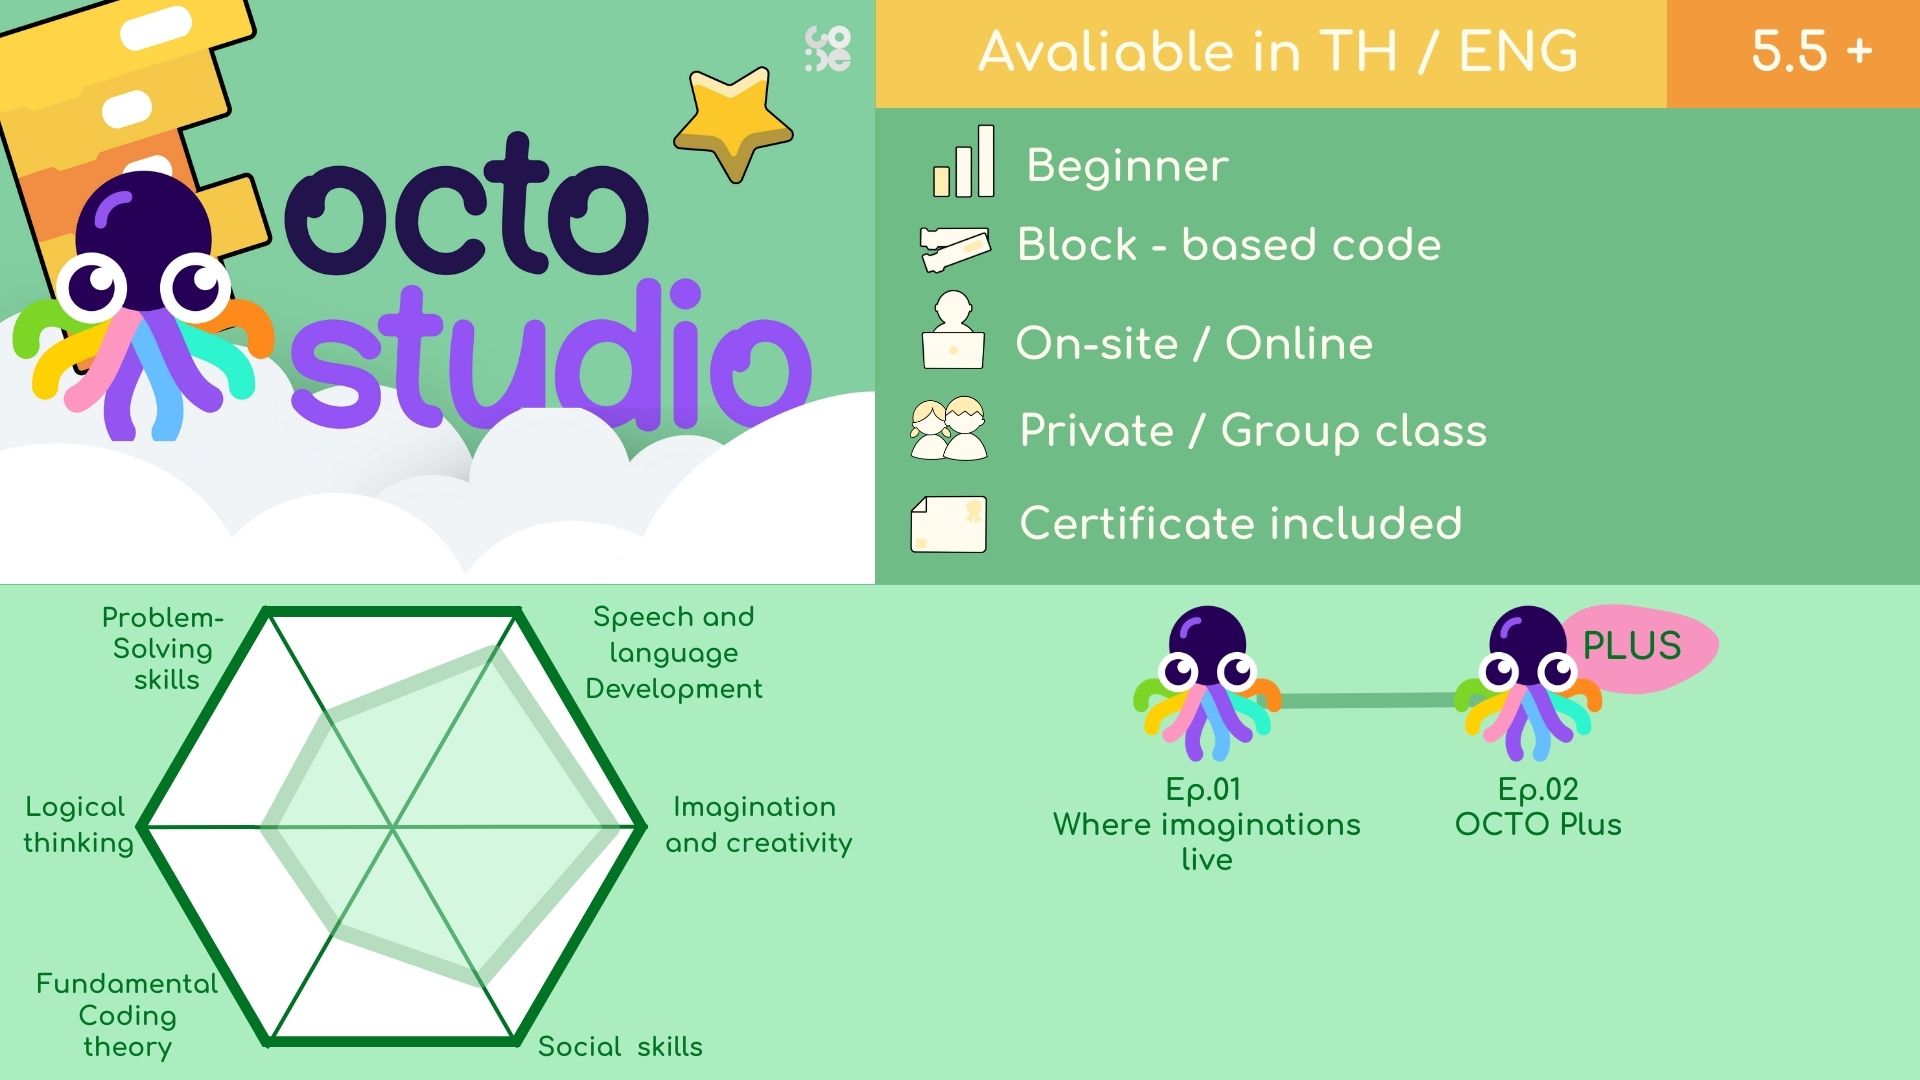 octo
studio
CODE
Avaliable in TH / ENG
5.5 +
Beginner
Block - based code
On-site / Online
Private / Group class
Certificate included
Problem-
Solving
skills
Speech and
language
Development
Logical
thinking
Imagination
and creativity
Fundamental
Coding
theory
Social skills
PLUS
Ep.01
Where imaginations
live
Ep.02
OCTO Plus